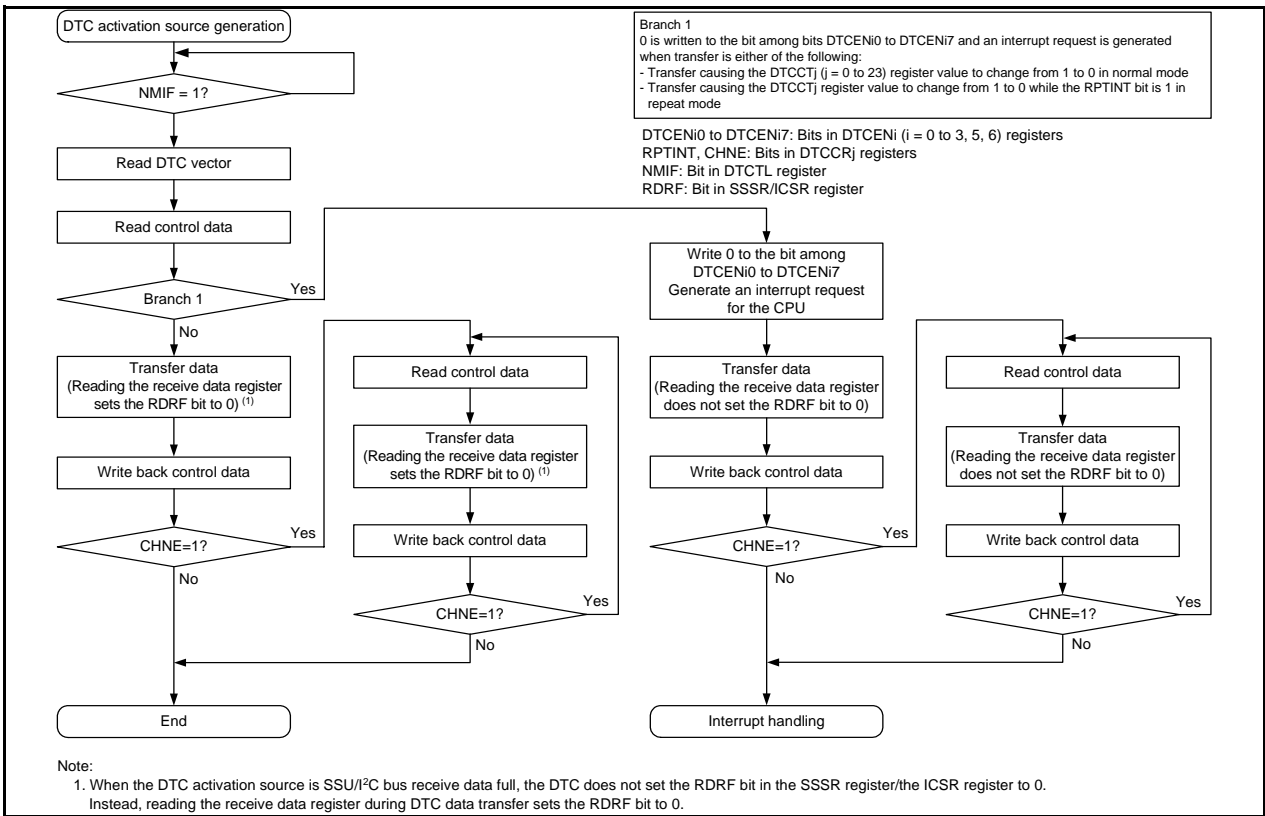 DTC activation source generation
NMIF = 1?
Read DTC vector
Read control data
Branch 1
Yes
No
Transfer data
(Reading the receive data register
sets the RDRF bit to 0) (1)
Write back control data
CHNE=1?
Yes
No
End
Read control data
Transfer data
(Reading the receive data register
sets the RDRF bit to 0) (1)
Write back control data
CHNE=1?
Yes
No
Branch 1
0 is written to the bit among bits DTCENi0 to DTCENi7 and an interrupt request is generated
when transfer is either of the following:
- Transfer causing the DTCCTj (j = 0 to 23) register value to change from 1 to 0 in normal mode
- Transfer causing the DTCCTj register value to change from 1 to 0 while the RPTINT bit is 1 in
repeat mode
DTCENi0 to DTCENi7: Bits in DTCENi (i = 0 to 3, 5, 6) registers
RPTINT, CHNE: Bits in DTCCRj registers
NMIF: Bit in DTCTL register
RDRF: Bit in SSSR/ICSR register
Write 0 to the bit among
DTCENi0 to DTCENi7
Generate an interrupt request
for the CPU
Transfer data
(Reading the receive data register
does not set the RDRF bit to 0)
Write back control data
CHNE=1?
Yes
No
Interrupt handling
Read control data
Transfer data
(Reading the receive data register
does not set the RDRF bit to 0)
Write back control data
CHNE=1?
Yes
No
Note:
1. When the DTC activation source is SSU/I²C bus receive data full, the DTC does not set the RDRF bit in the SSSR register/the ICSR register to 0.
Instead, reading the receive data register during DTC data transfer sets the RDRF bit to 0.